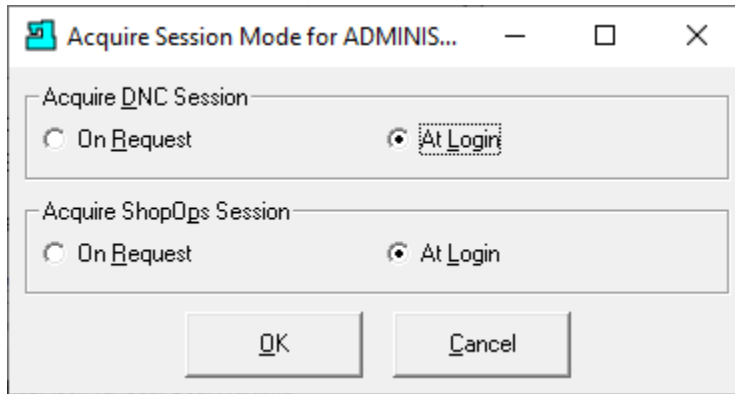 Acquire Session Mode for ADMINIS...
Acquire DNC Session
On Request At Login
Acquire ShopOps Session
On Request At Login
OK Cancel